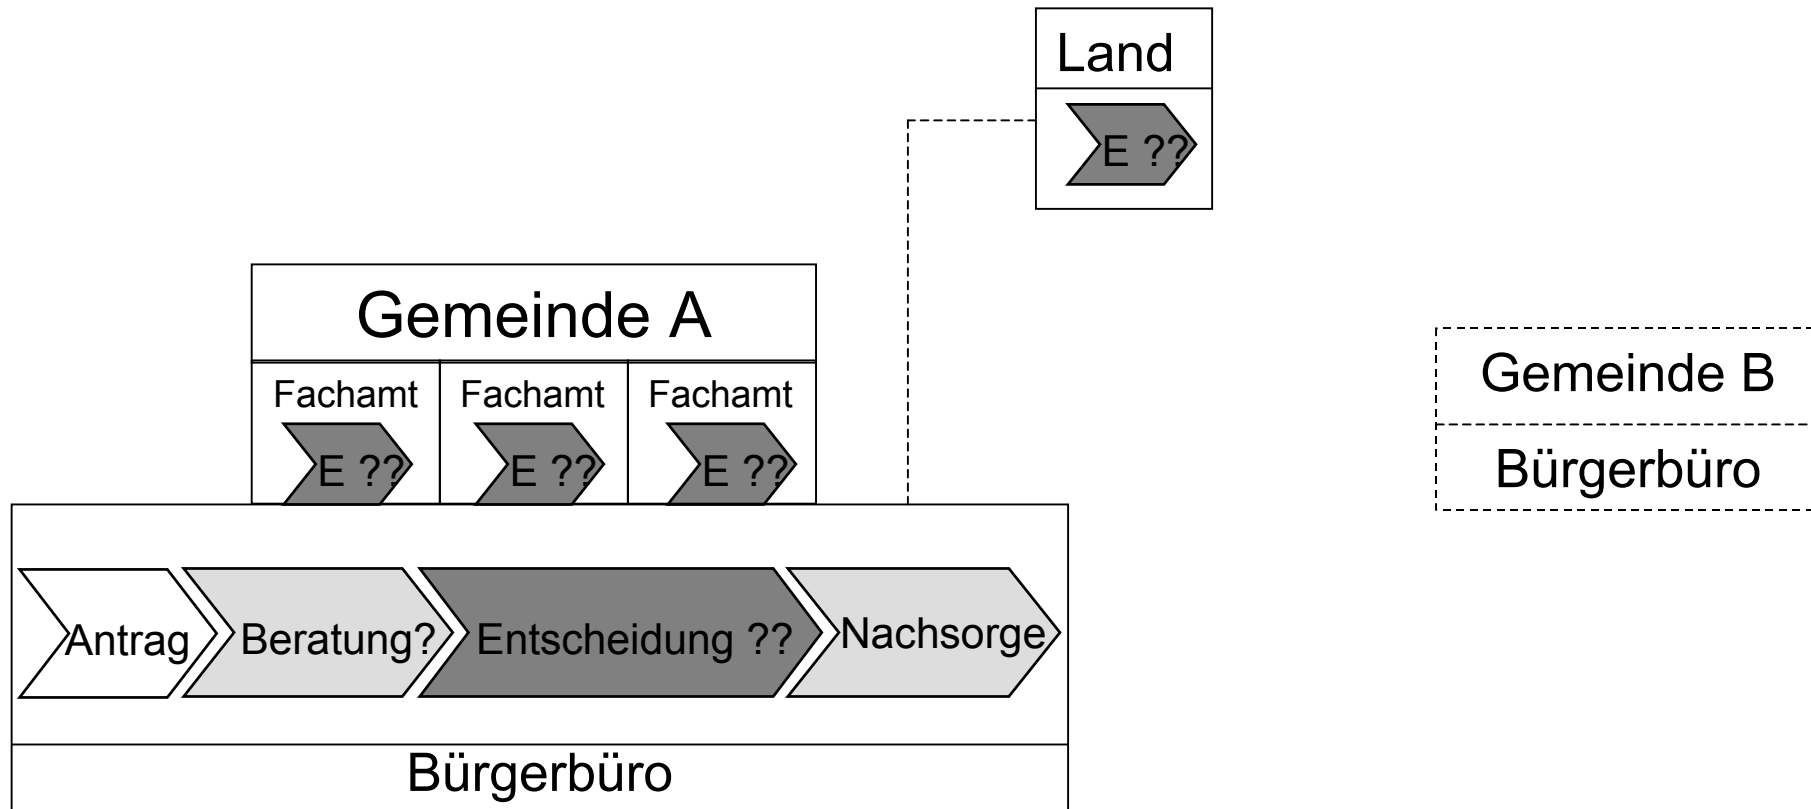 Land
E ??
Gemeinde A
Fachamt Fachamt Fachamt
E ?? E ?? E ??
Gemeinde B
Bürgerbüro
Antrag Beratung? Entscheidung ?? Nachsorge
Bürgerbüro